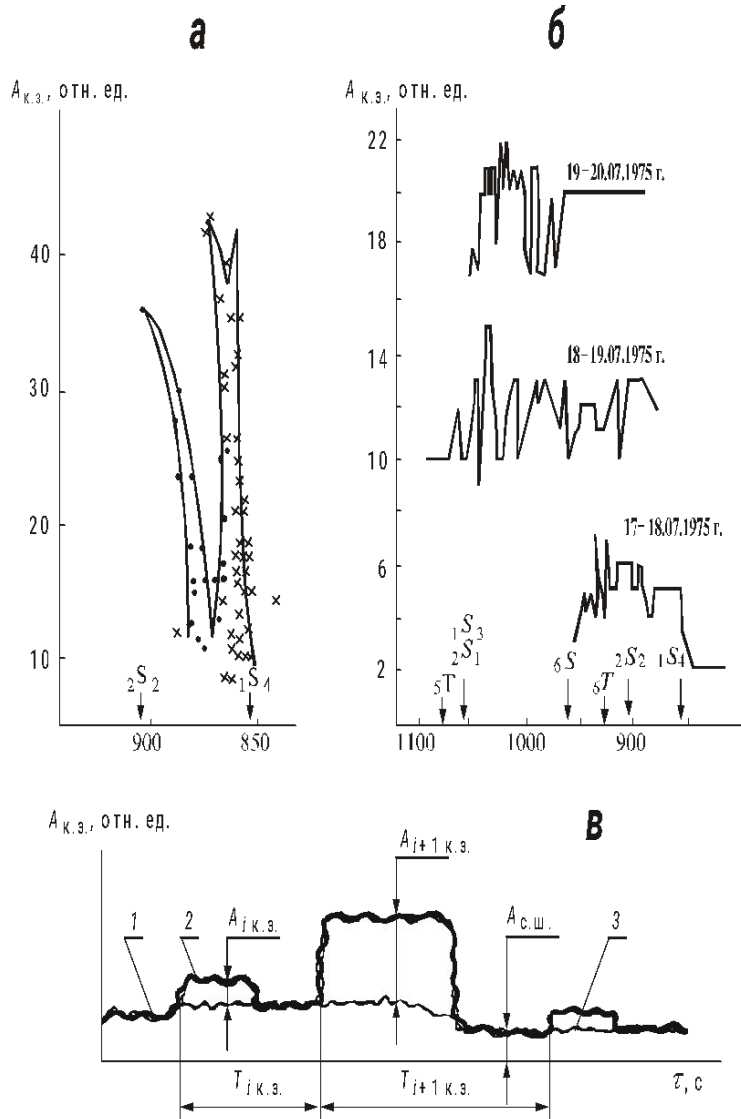 а
б
A к.з., отн. ед.
A к.з., отн. ед.
40
30
20
10
₂S₂
₁S₄
900
850
22
18
14
10
6
2
19–20.07.1975 г.
18–19.07.1975 г.
17–18.07.1975 г.
₁S₃
₂S₁
₅T
₆S
₆T
₂S₂
₁S₄
1100
1000
900
A к.з., отн. ед.
в
1
2
A i к.з.
A i+1 к.з.
A с.ш.
3
T i к.з.
T i+1 к.з.
τ, с